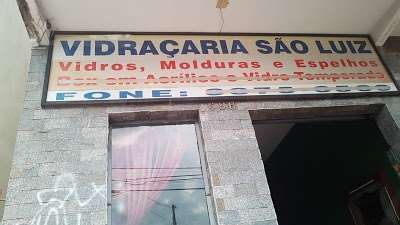 VIDRAÇARIA SÃO LUIZ
Vidros, Molduras e Espelhos
Box em Acrílico e Vidro Temperado
FONE: